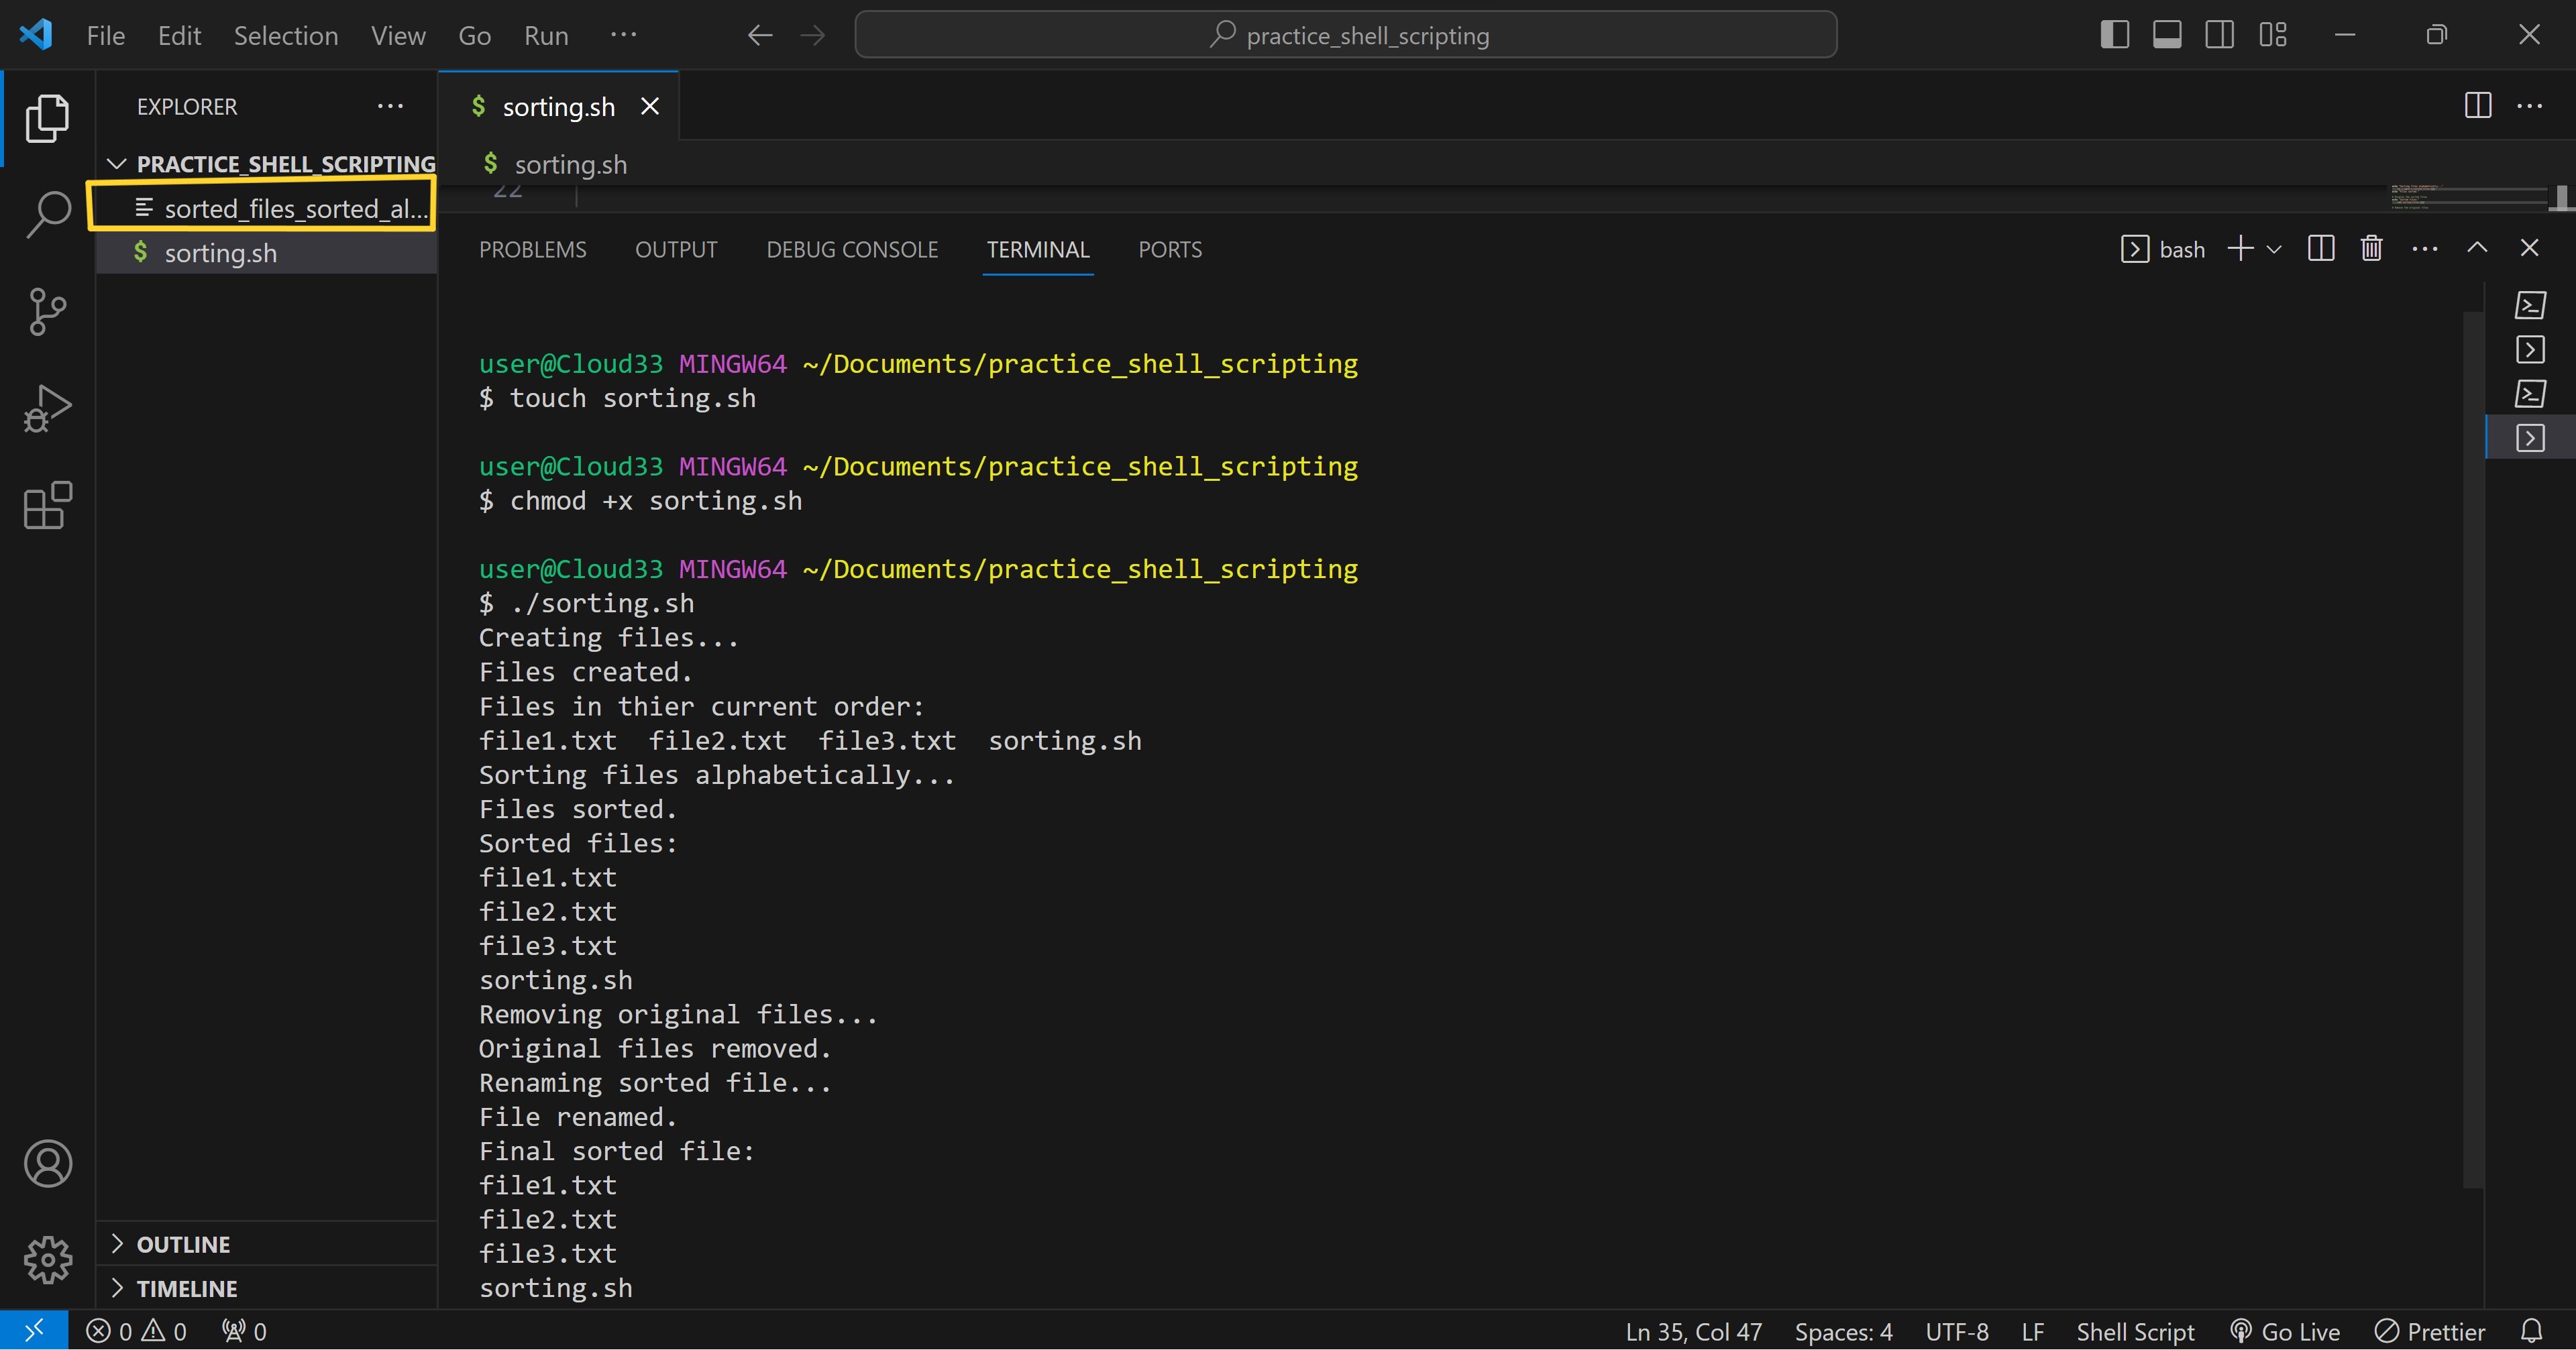 File Edit Selection View Go Run ...
practice_shell_scripting
EXPLORER ...
PRACTICE_SHELL_SCRIPTING
sorted_files_sorted_al...
$ sorting.sh
$ sorting.sh
$ sorting.sh
22
PROBLEMS OUTPUT DEBUG CONSOLE TERMINAL PORTS
bash
user@Cloud33 MINGW64 ~/Documents/practice_shell_scripting
$ touch sorting.sh
user@Cloud33 MINGW64 ~/Documents/practice_shell_scripting
$ chmod +x sorting.sh
user@Cloud33 MINGW64 ~/Documents/practice_shell_scripting
$ ./sorting.sh
Creating files...
Files created.
Files in thier current order:
file1.txt file2.txt file3.txt sorting.sh
Sorting files alphabetically...
Files sorted.
Sorted files:
file1.txt
file2.txt
file3.txt
sorting.sh
Removing original files...
Original files removed.
Renaming sorted file...
File renamed.
Final sorted file:
file1.txt
file2.txt
file3.txt
sorting.sh
OUTLINE
TIMELINE
0 0 0
Ln 35, Col 47 Spaces: 4 UTF-8 LF Shell Script Go Live Prettier